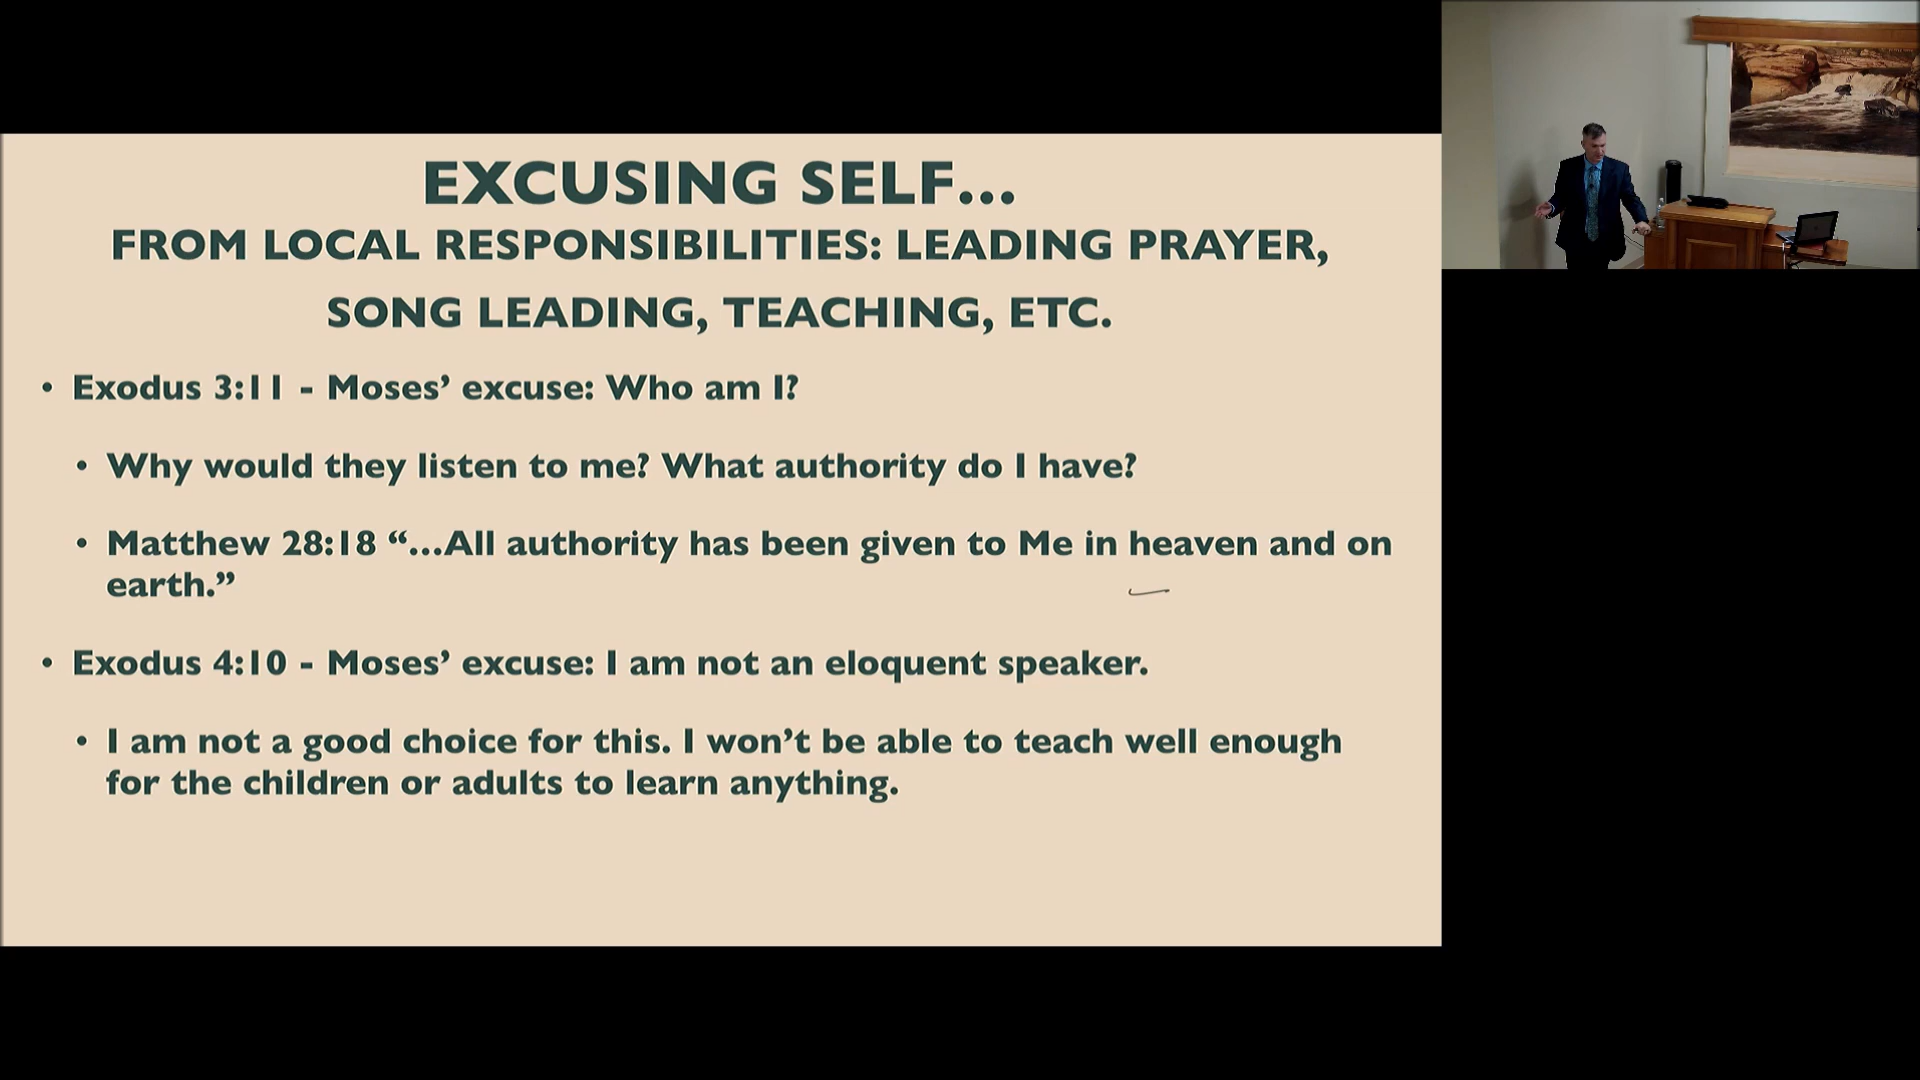 EXCUSING SELF...
FROM LOCAL RESPONSIBILITIES: LEADING PRAYER,
SONG LEADING, TEACHING, ETC.
• Exodus 3:11 - Moses’ excuse: Who am I?
• Why would they listen to me? What authority do I have?
• Matthew 28:18 “...All authority has been given to Me in heaven and on
earth.”
• Exodus 4:10 - Moses’ excuse: I am not an eloquent speaker.
• I am not a good choice for this. I won’t be able to teach well enough
for the children or adults to learn anything.